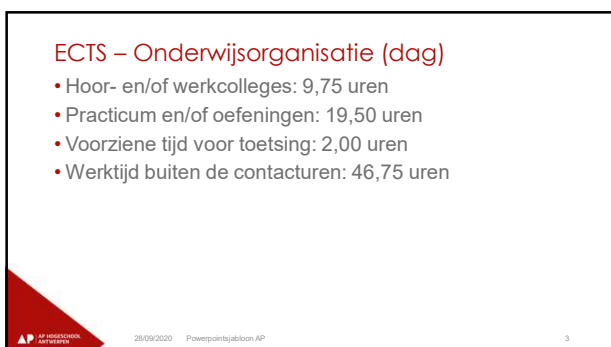 ECTS – Onderwijsorganisatie (dag)
• Hoor- en/of werkcolleges: 9,75 uren
• Practicum en/of oefeningen: 19,50 uren
• Voorziene tijd voor toetsing: 2,00 uren
• Werktijd buiten de contacturen: 46,75 uren
AP AP HOGESCHOOL
ANTWERPEN
28/09/2020 Powerpointsjabloon AP 3